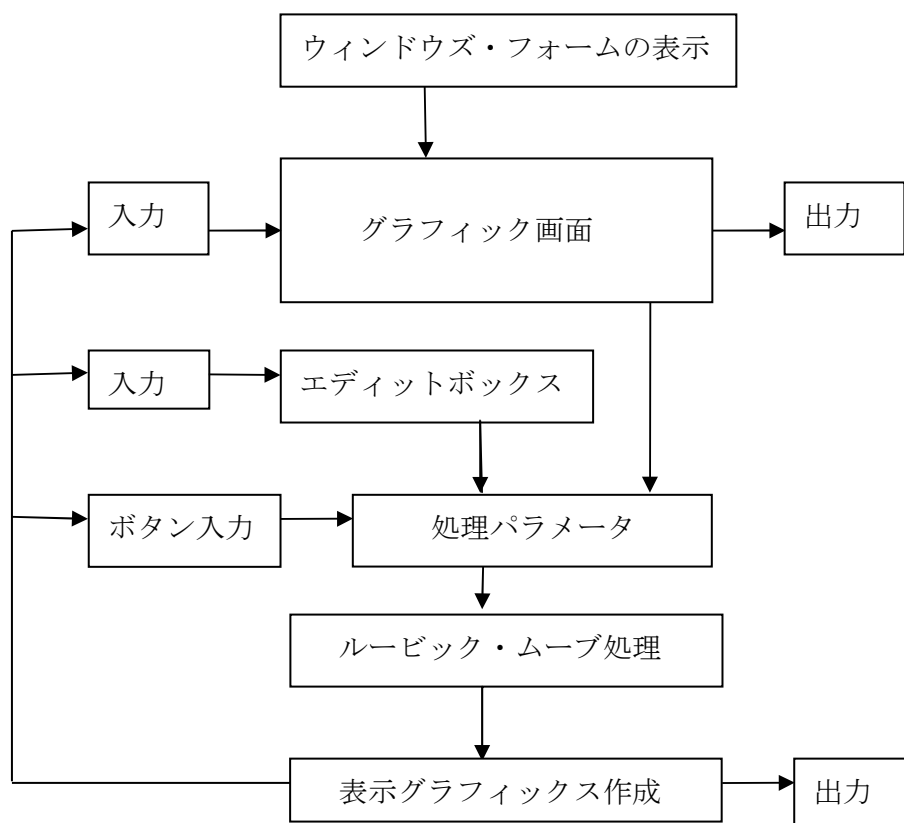 ウィンドウズ・フォームの表示
入力
グラフィック画面
出力
入力
エディットボックス
ボタン入力
処理パラメータ
ルービック・ムーブ処理
表示グラフィックス作成
出力